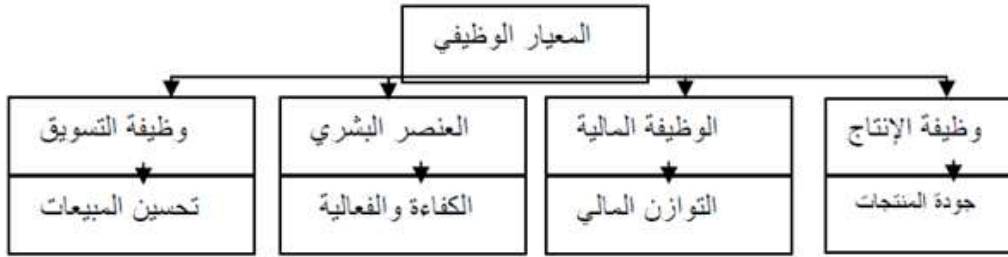 المعيار الوظيفي
وظيفة الإنتاج
جودة المنتجات
الوظيفة المالية
التوازن المالي
العنصر البشري
الكفاءة والفعالية
وظيفة التسويق
تحسين المبيعات